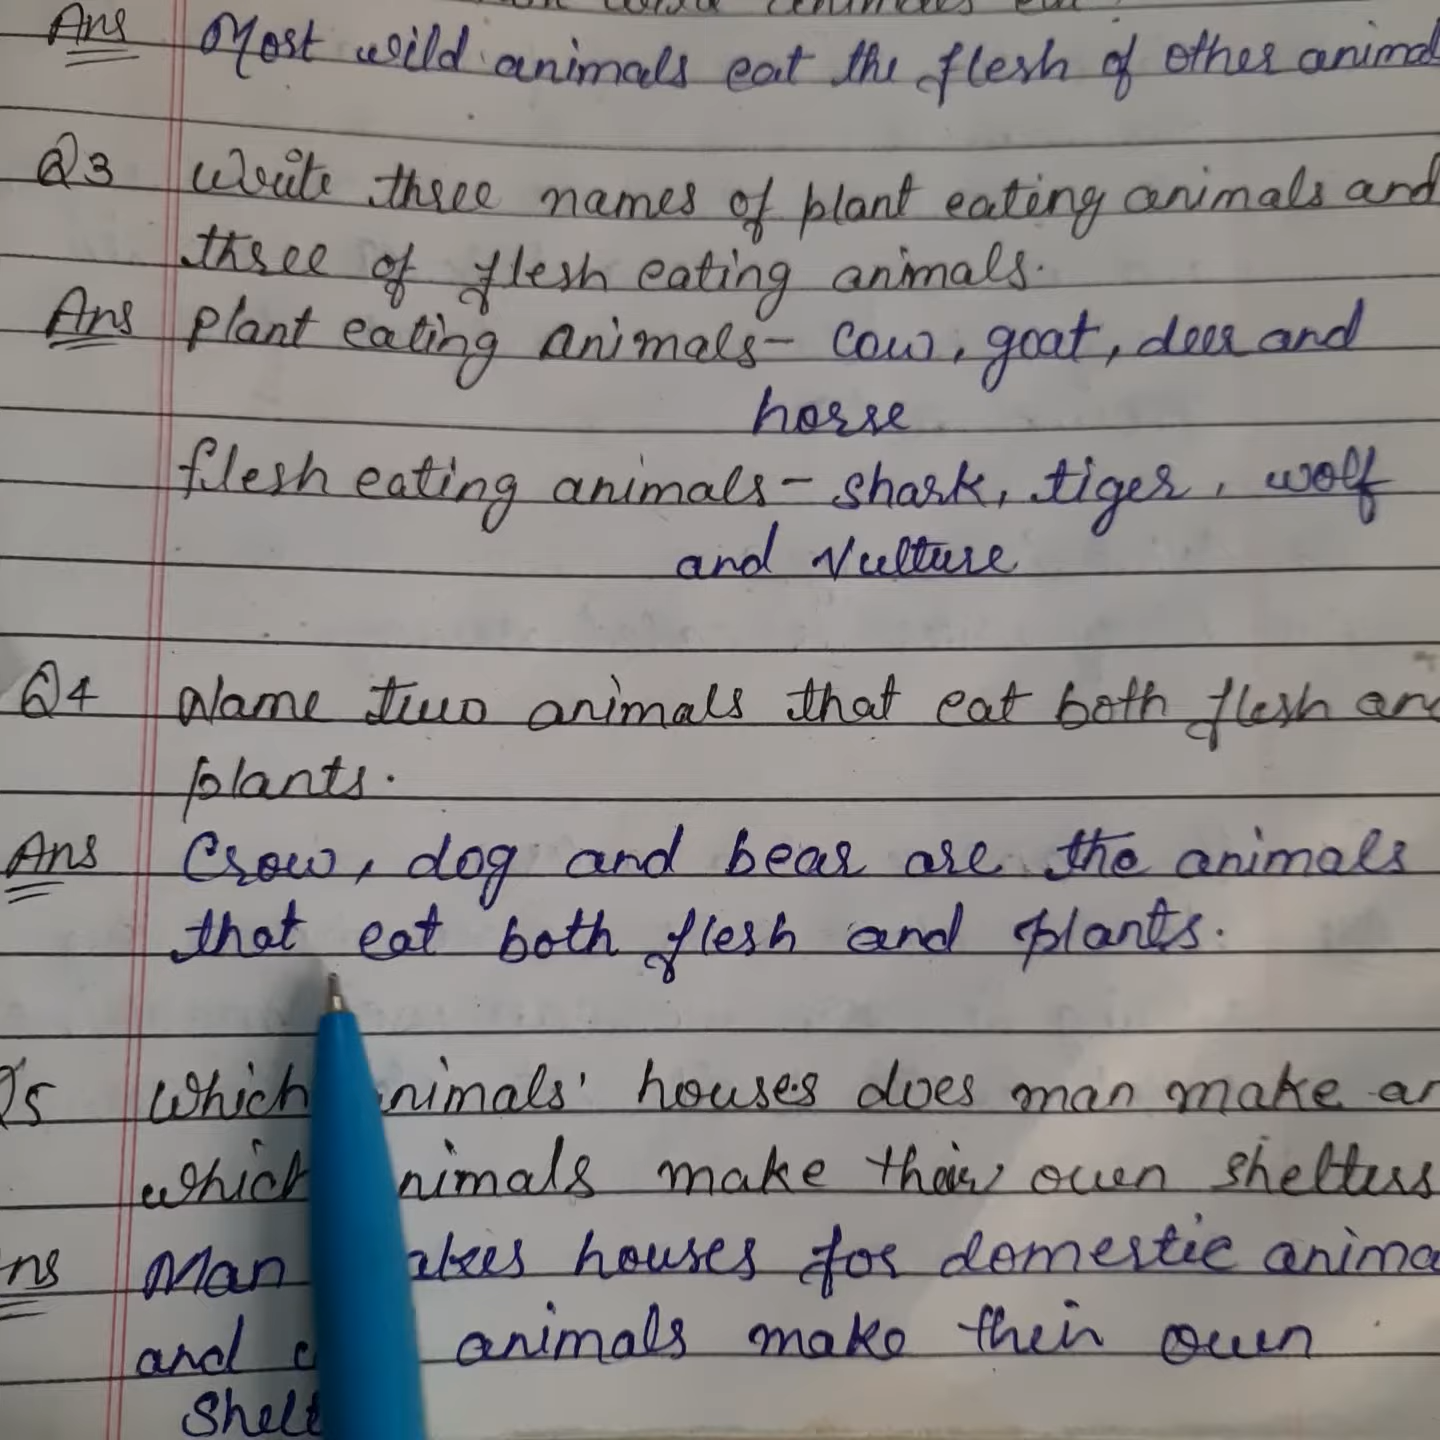 Ans Most wild animals eat the flesh of other animal
Q3 Write three names of plant eating animals and
three of flesh eating animals.
Ans Plant eating animals- Cow, goat, deer and
horse
flesh eating animals - shark, tiger, wolf
and Vulture
Q4 Name two animals that eat both flesh an
plants.
Ans Crow, dog and bear are the animals
that eat both flesh and plants.
Q5 Which nimals' houses does man make an
which nimals make their own shelters
Ans Man akes houses for domestic anima
and animals make their own
Shelt